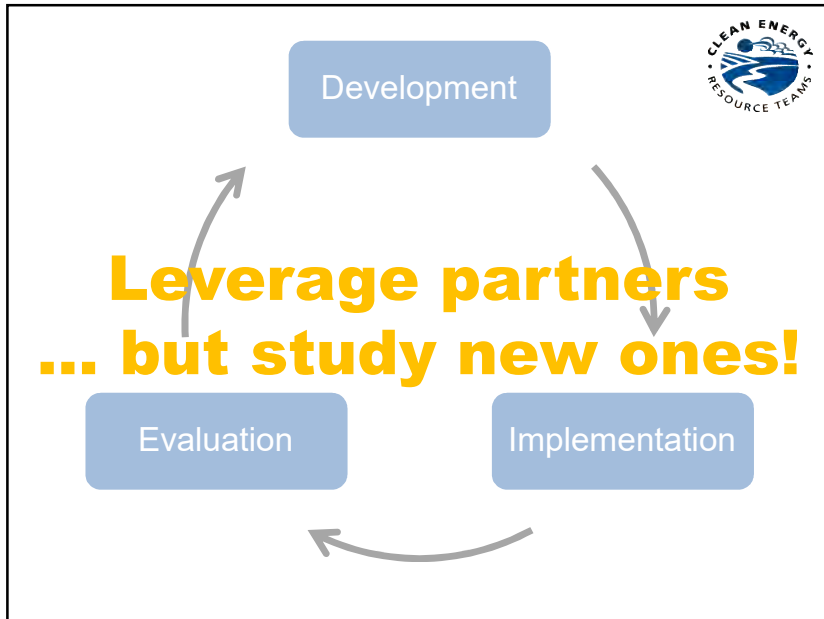 CLEAN ENERGY
RESOURCE TEAMS
Development
Leverage partners
... but study new ones!
Evaluation
Implementation